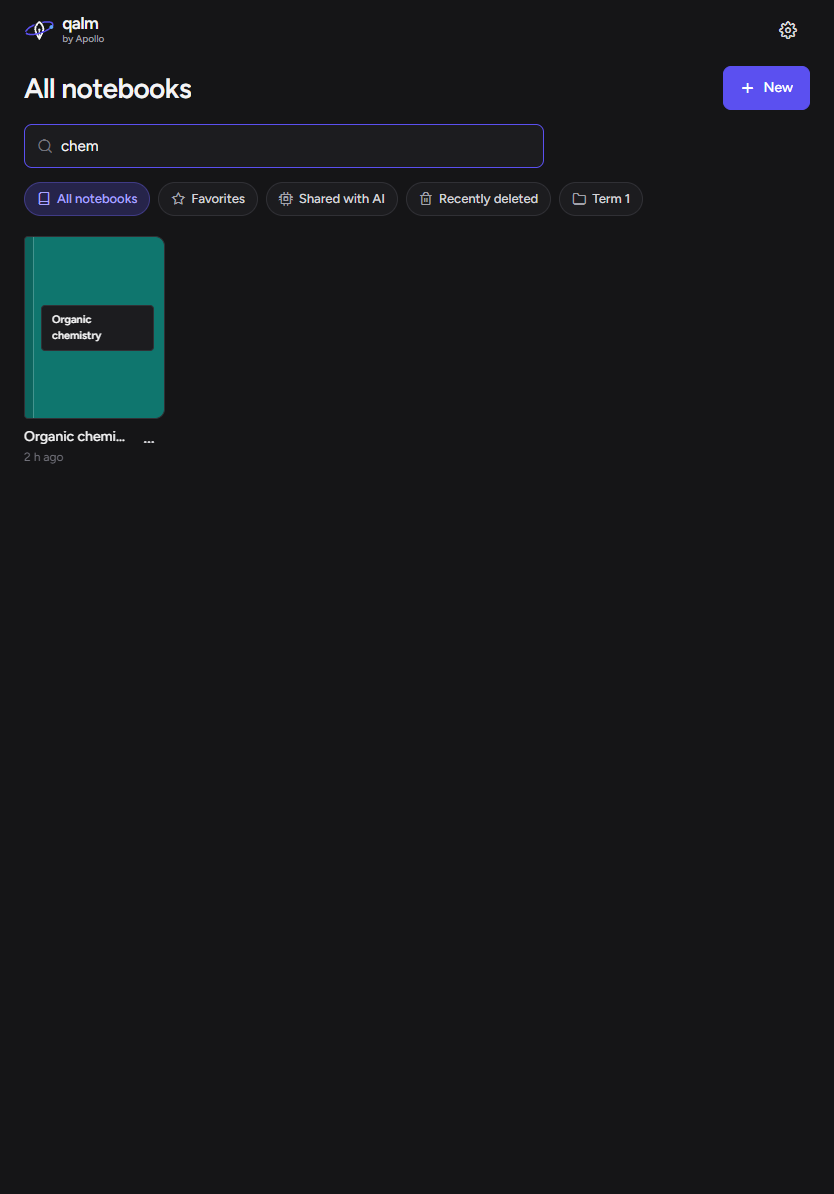 qalm
by Apollo
All notebooks
+ New
chem
All notebooks
Favorites
Shared with AI
Recently deleted
Term 1
Organic
chemistry
Organic chemi... ...
2 h ago